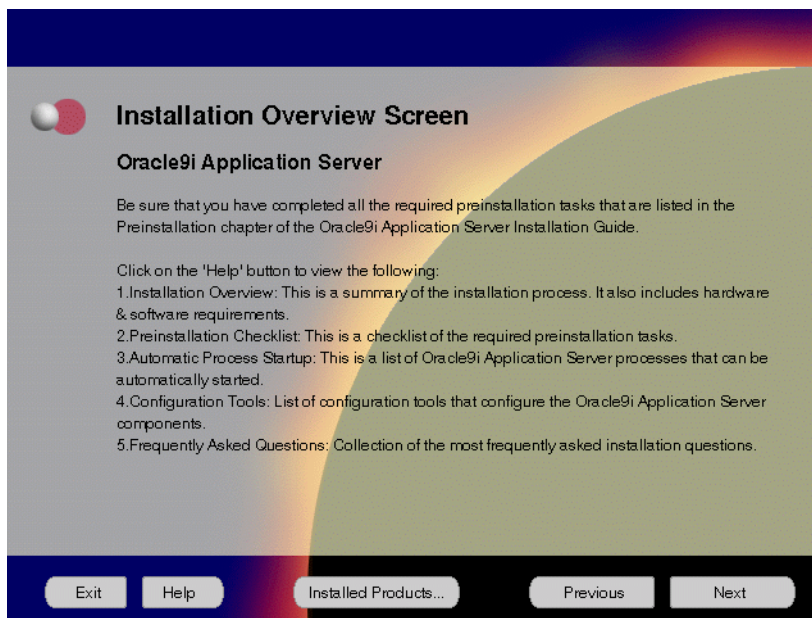 Installation Overview Screen
Oracle9i Application Server
Be sure that you have completed all the required preinstallation tasks that are listed in the
Preinstallation chapter of the Oracle9i Application Server Installation Guide.
Click on the 'Help' button to view the following:
1.Installation Overview: This is a summary of the installation process. It also includes hardware
& software requirements.
2.Preinstallation Checklist: This is a checklist of the required preinstallation tasks.
3.Automatic Process Startup: This is a list of Oracle9i Application Server processes that can be
automatically started.
4.Configuration Tools: List of configuration tools that configure the Oracle9i Application Server
components.
5.Frequently Asked Questions: Collection of the most frequently asked installation questions.
Exit Help Installed Products... Previous Next